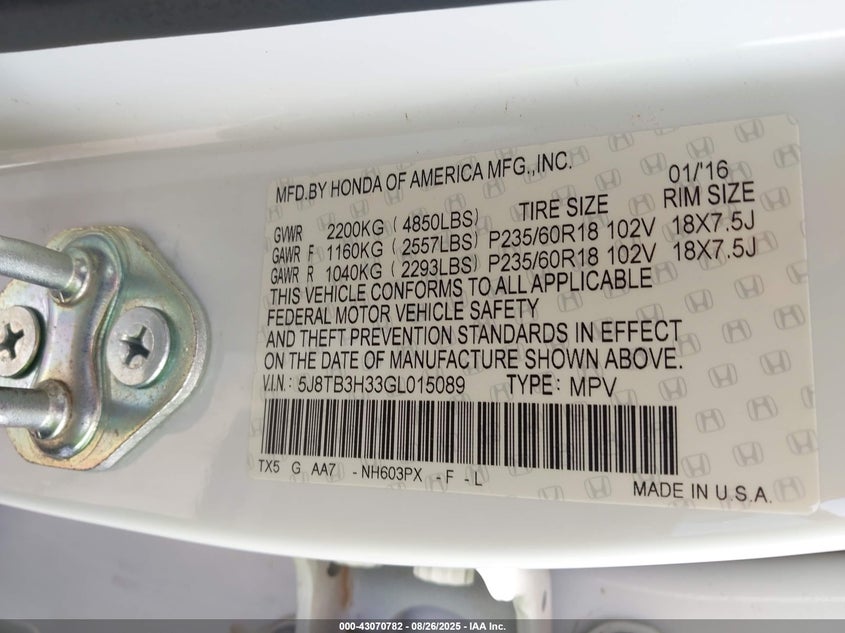 MFD.BY HONDA OF AMERICA MFG.,INC. 01/'16
GVWR 2200KG ( 4850LBS) TIRE SIZE RIM SIZE
GAWR F 1160KG ( 2557LBS) P235/60R18 102V 18X7.5J
GAWR R 1040KG ( 2293LBS) P235/60R18 102V 18X7.5J
THIS VEHICLE CONFORMS TO ALL APPLICABLE
FEDERAL MOTOR VEHICLE SAFETY
AND THEFT PREVENTION STANDARDS IN EFFECT
ON THE DATE OF MANUFACTURE SHOWN ABOVE.
V.I.N.: 5J8TB3H33GL015089 TYPE: MPV
TX5 G AA7 -NH603PX -F -L
MADE IN U.S.A.
000-43070782 - 08/26/2025 - IAA Inc.